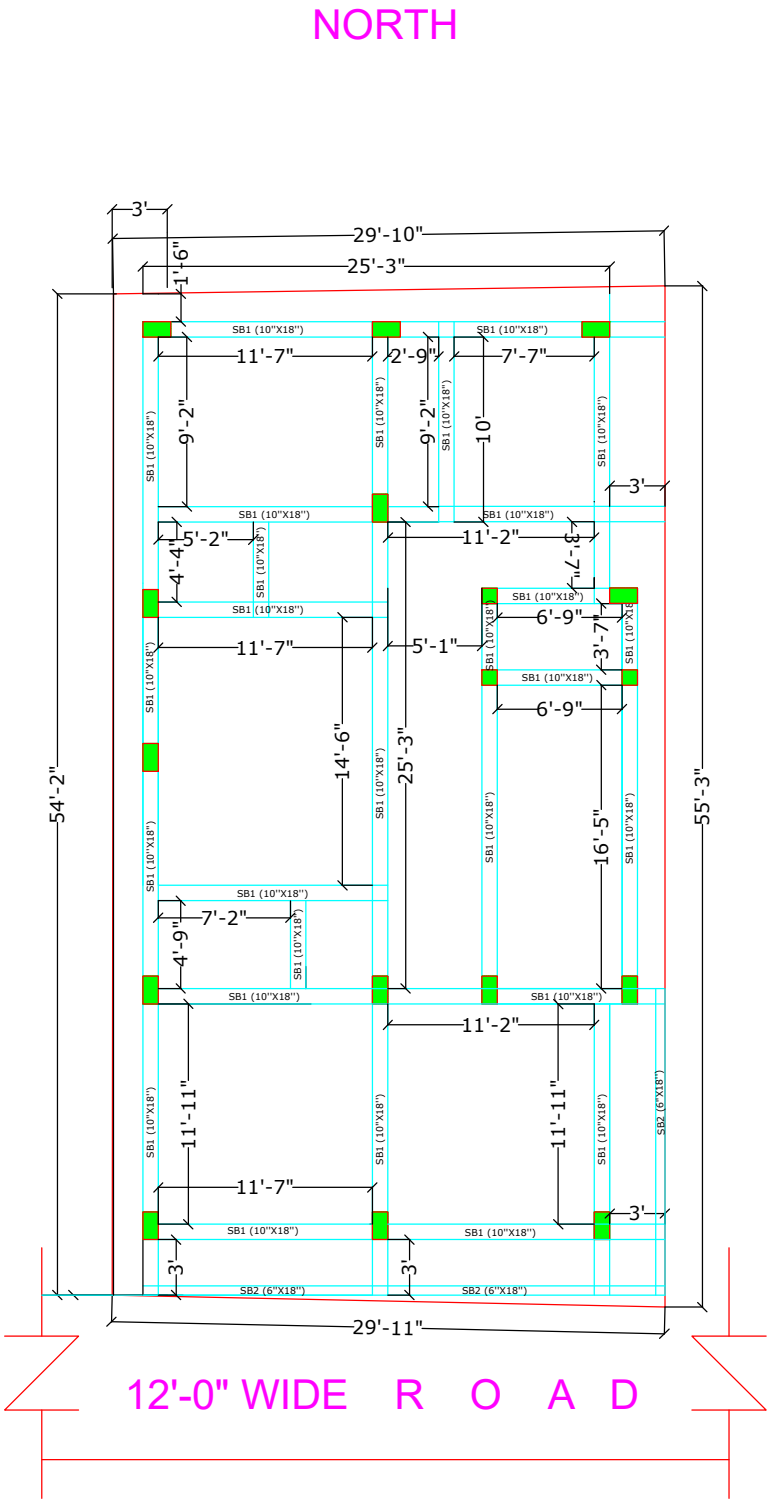 NORTH
3'
29'-10"
25'-3"
1'-6"
SB1 (10"X18")
SB1 (10"X18")
11'-7"
2'-9"
7'-7"
9'-2"
9'-2"
10'
SB1 (10"X18")
SB1 (10"X18")
SB1 (10"X18")
SB1 (10"X18")
3'
SB1 (10"X18")
SB1 (10"X18")
5'-2"
11'-2"
3'-7"
4'-4"
SB1 (10"X18")
SB1 (10"X18")
SB1 (10"X18")
6'-9"
3'-7"
SB1 (10"X18")
SB1 (10"X18
11'-7"
5'-1"
SB1 (10"X18")
SB1 (10"X18")
6'-9"
14'-6"
25'-3"
54'-2"
55'-3"
16'-5"
SB1 (10"X18")
SB1 (10"X18")
SB1 (10"X18")
SB1 (10"X18")
SB1 (10"X18")
7'-2"
4'-9"
SB1 (10"X18")
SB1 (10"X18")
SB1 (10"X18")
11'-2"
11'-11"
11'-11"
SB1 (10"X18")
SB1 (10"X18")
SB1 (10"X18")
SB2 (6"X18")
11'-7"
3'
SB1 (10"X18")
SB1 (10"X18")
3'
3'
SB2 (6"X18")
SB2 (6"X18")
29'-11"
12'-0" WIDE R O A D